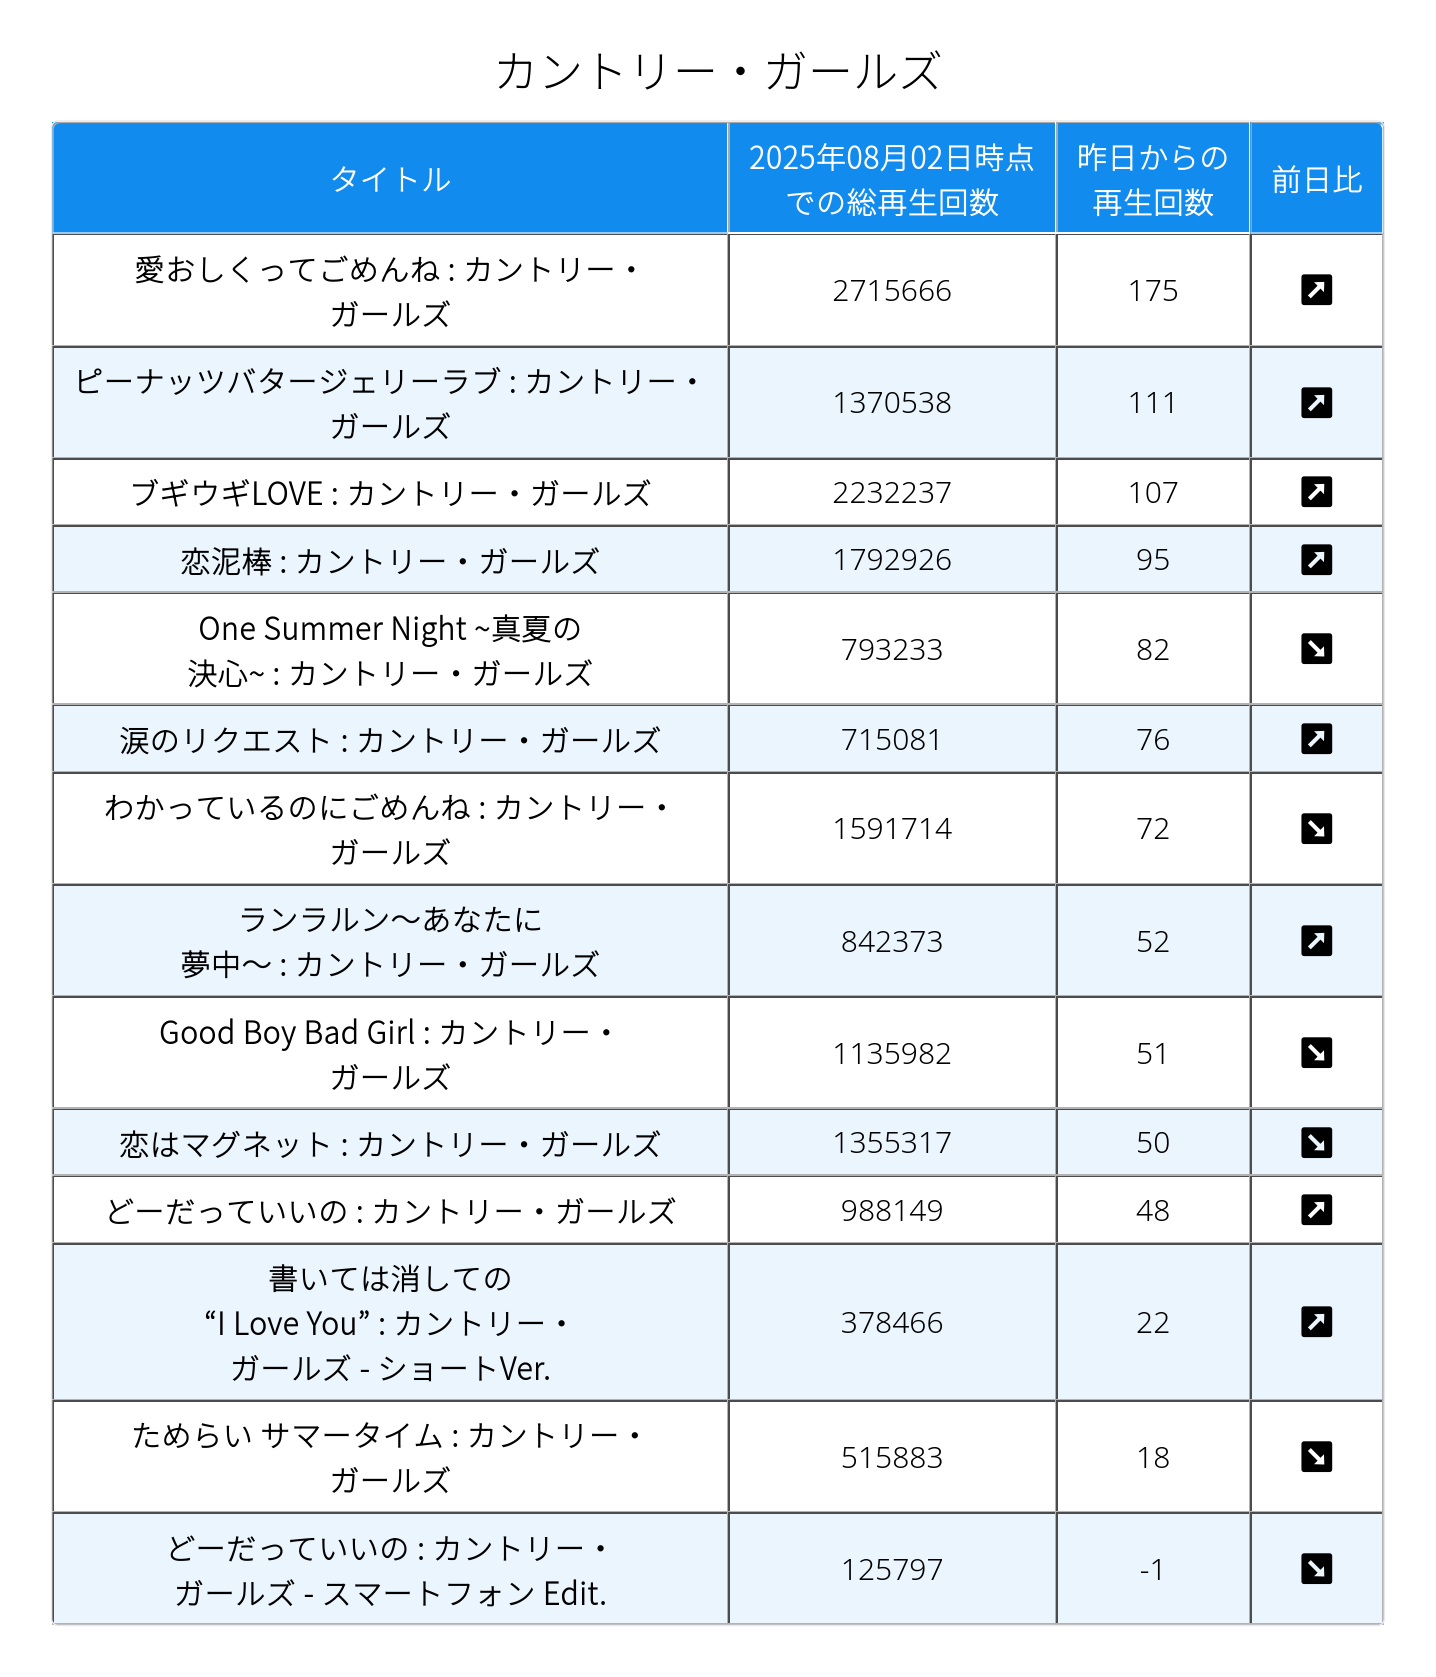 カントリー・ガールズ
タイトル
2025年08月02日時点
での総再生回数
昨日からの
再生回数
前日比
愛おしくってごめんね : カントリー・
ガールズ
2715666
175
ピーナッツバタージェリーラブ : カントリー・
ガールズ
1370538
111
ブギウギLOVE : カントリー・ガールズ
2232237
107
恋泥棒 : カントリー・ガールズ
1792926
95
One Summer Night ~真夏の
決心~ : カントリー・ガールズ
793233
82
涙のリクエスト : カントリー・ガールズ
715081
76
わかっているのにごめんね : カントリー・
ガールズ
1591714
72
ランラルン〜あなたに
夢中〜 : カントリー・ガールズ
842373
52
Good Boy Bad Girl : カントリー・
ガールズ
1135982
51
恋はマグネット : カントリー・ガールズ
1355317
50
どーだっていいの : カントリー・ガールズ
988149
48
書いては消しての
“I Love You” : カントリー・
ガールズ - ショートVer.
378466
22
ためらい サマータイム : カントリー・
ガールズ
515883
18
どーだっていいの : カントリー・
ガールズ - スマートフォン Edit.
125797
-1